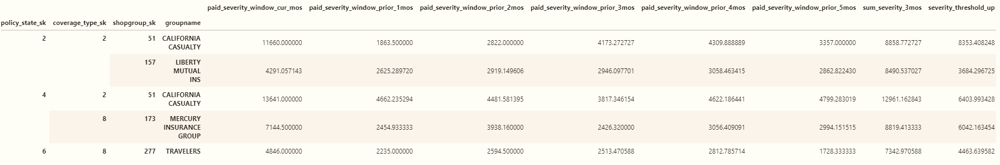 paid_severity_window_cur_mos paid_severity_window_prior_1mos paid_severity_window_prior_2mos paid_severity_window_prior_3mos paid_severity_window_prior_4mos paid_severity_window_prior_5mos sum_severity_3mos severity_threshold_up
policy_state_sk coverage_type_sk shopgroup_sk groupname
2 2 51 CALIFORNIA CASUALTY 11660.000000 1863.500000 2822.000000 4173.272727 4309.888889 3357.000000 8858.772727 8353.408248
157 LIBERTY MUTUAL INS 4291.057143 2625.289720 2919.149606 2946.097701 3058.463415 2862.822430 8490.537027 3684.296725
4 2 51 CALIFORNIA CASUALTY 13641.000000 4662.235294 4481.581395 3817.346154 4622.186441 4799.283019 12961.162843 6403.993428
8 173 MERCURY INSURANCE GROUP 7144.500000 2454.933333 3938.160000 2426.320000 3056.409091 2994.151515 8819.413333 6042.163454
6 8 277 TRAVELERS 4846.000000 2235.000000 2594.500000 2513.470588 2812.785714 1728.333333 7342.970588 4463.639582